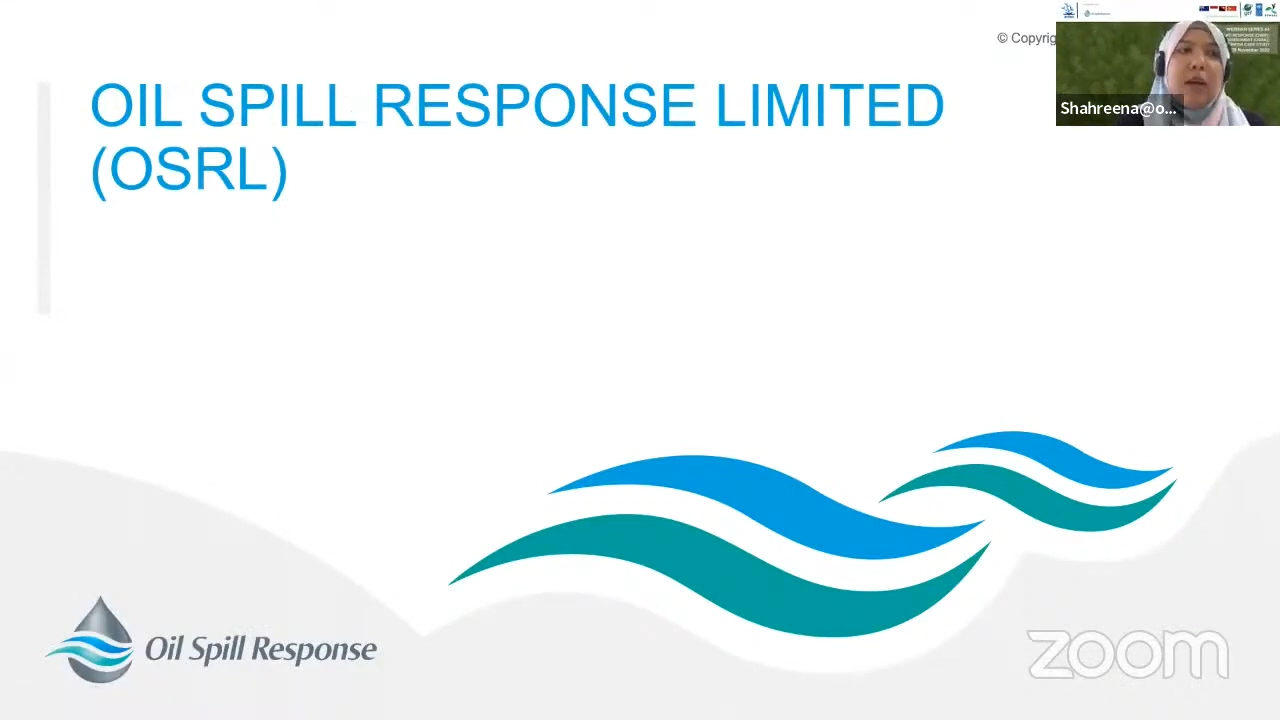 © Copyrig
OIL SPILL RESPONSE LIMITED
(OSRL)
Shahreena@o...
Oil Spill Response
zoom